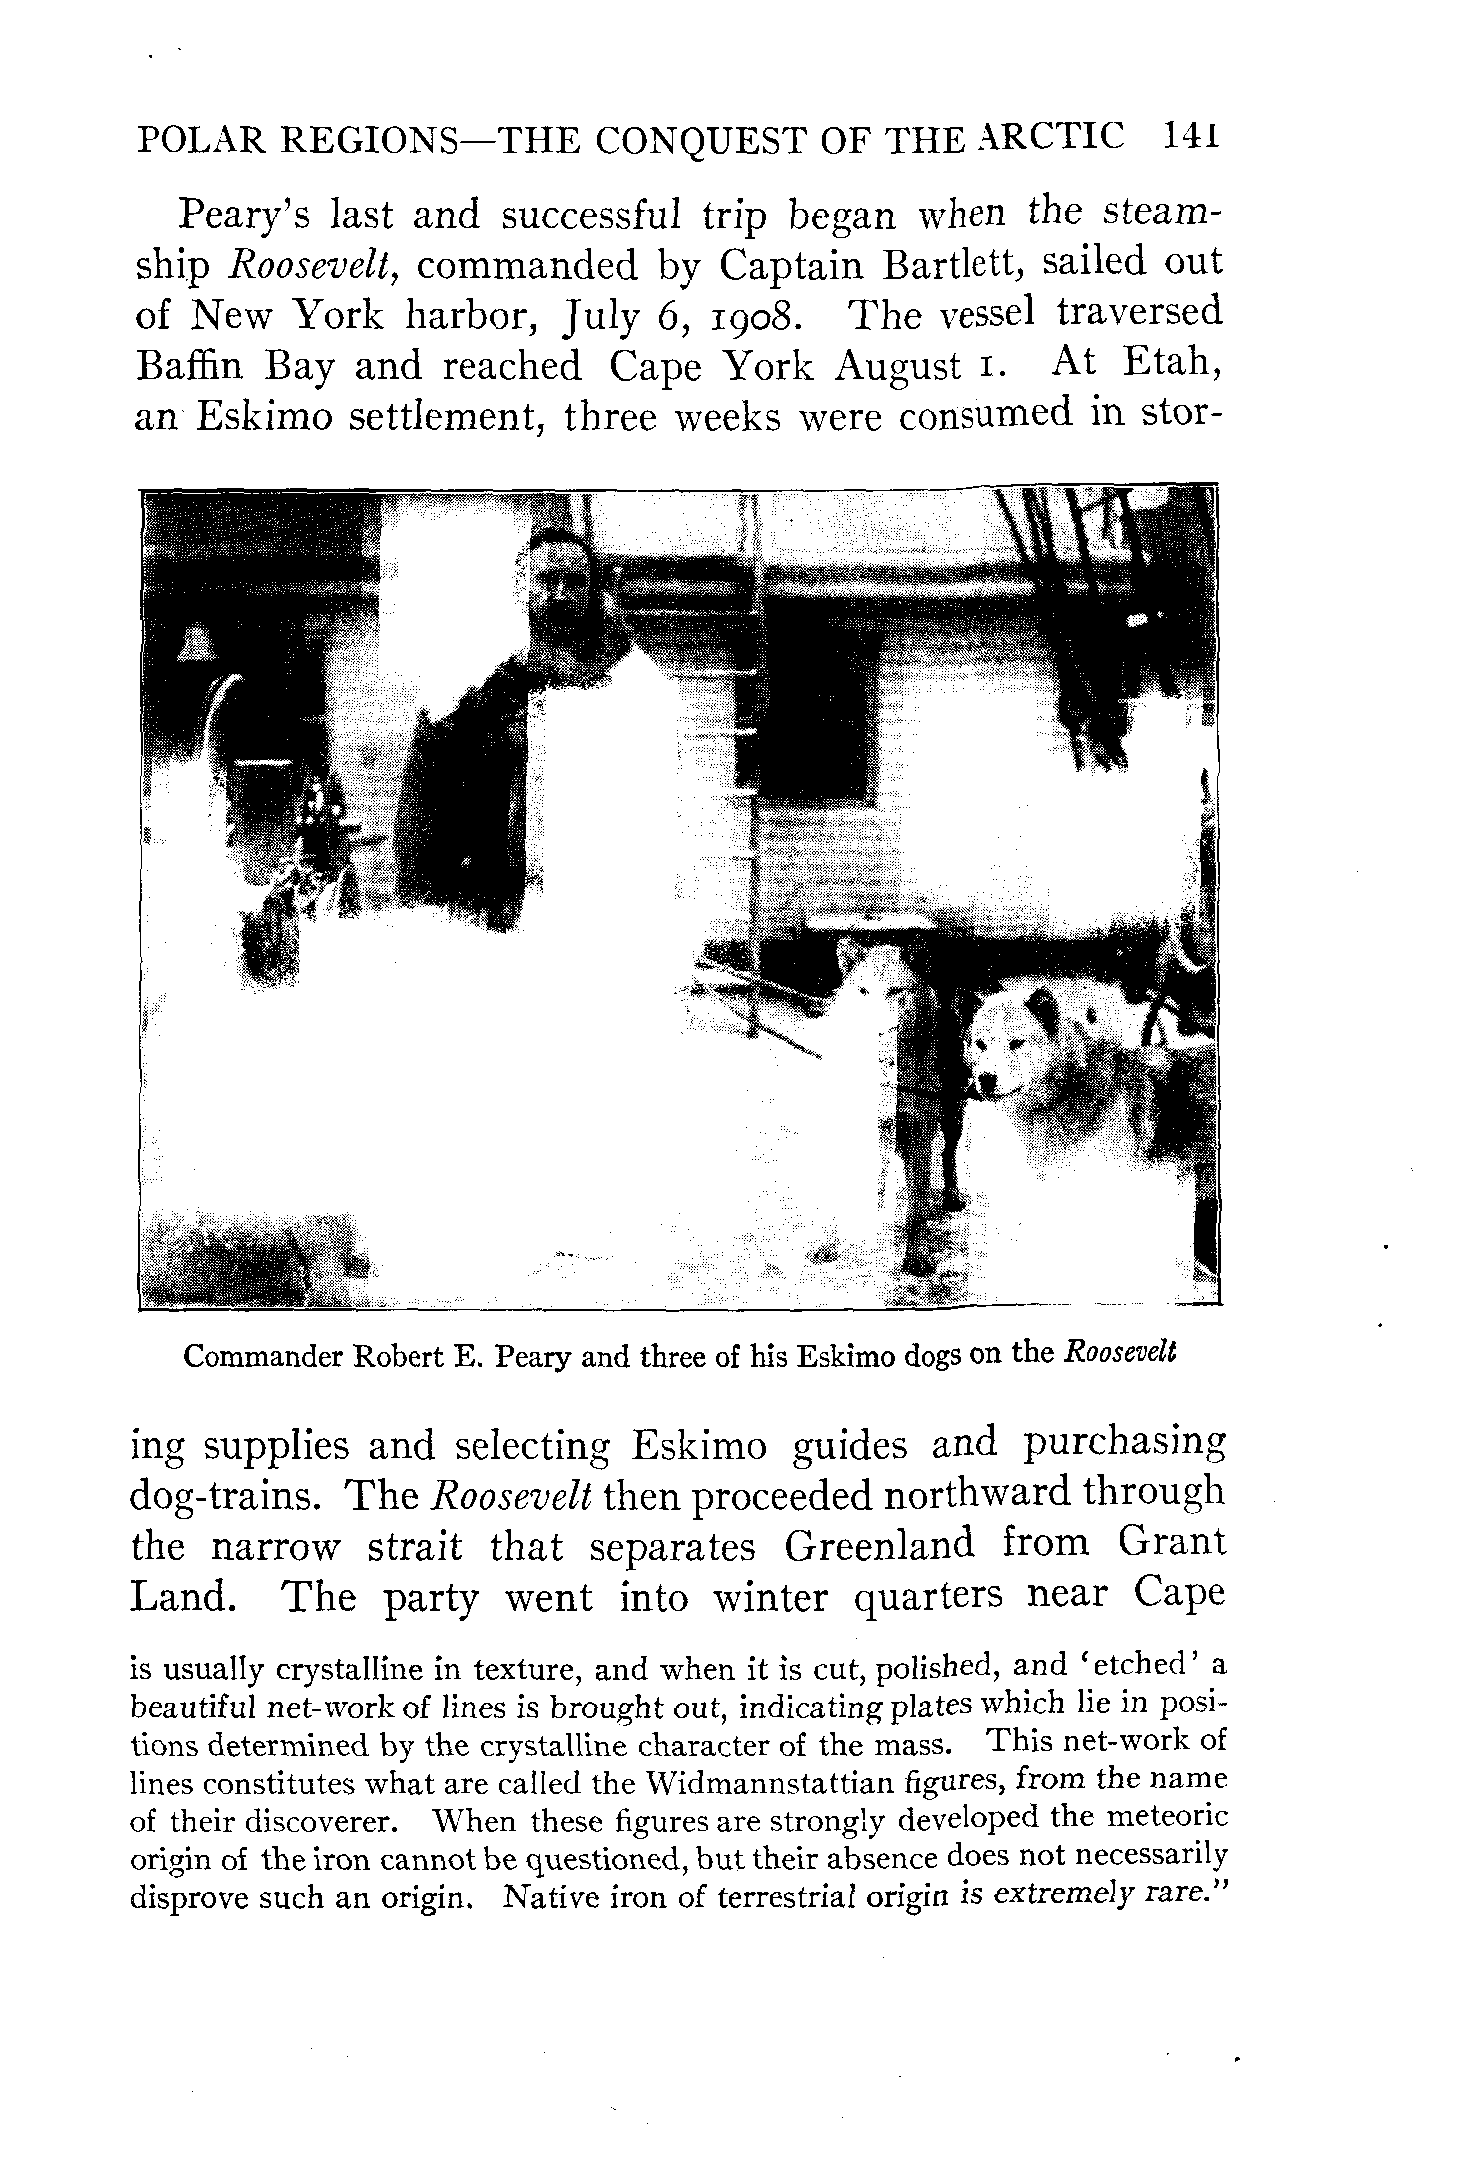 POLAR REGIONS—THE CONQUEST OF THE ARCTIC 141
Peary's last and successful trip began when the steam-
ship Roosevelt, commanded by Captain Bartlett, sailed out
of New York harbor, July 6, 1908. The vessel traversed
Baffin Bay and reached Cape York August 1. At Etah,
an Eskimo settlement, three weeks were consumed in stor-
Commander Robert E. Peary and three of his Eskimo dogs on the Roosevelt
ing supplies and selecting Eskimo guides and purchasing
dog-trains. The Roosevelt then proceeded northward through
the narrow strait that separates Greenland from Grant
Land. The party went into winter quarters near Cape
is usually crystalline in texture, and when it is cut, polished, and 'etched' a
beautiful net-work of lines is brought out, indicating plates which lie in posi-
tions determined by the crystalline character of the mass. This net-work of
lines constitutes what are called the Widmannstattian figures, from the name
of their discoverer. When these figures are strongly developed the meteoric
origin of the iron cannot be questioned, but their absence does not necessarily
disprove such an origin. Native iron of terrestrial origin is extremely rare."